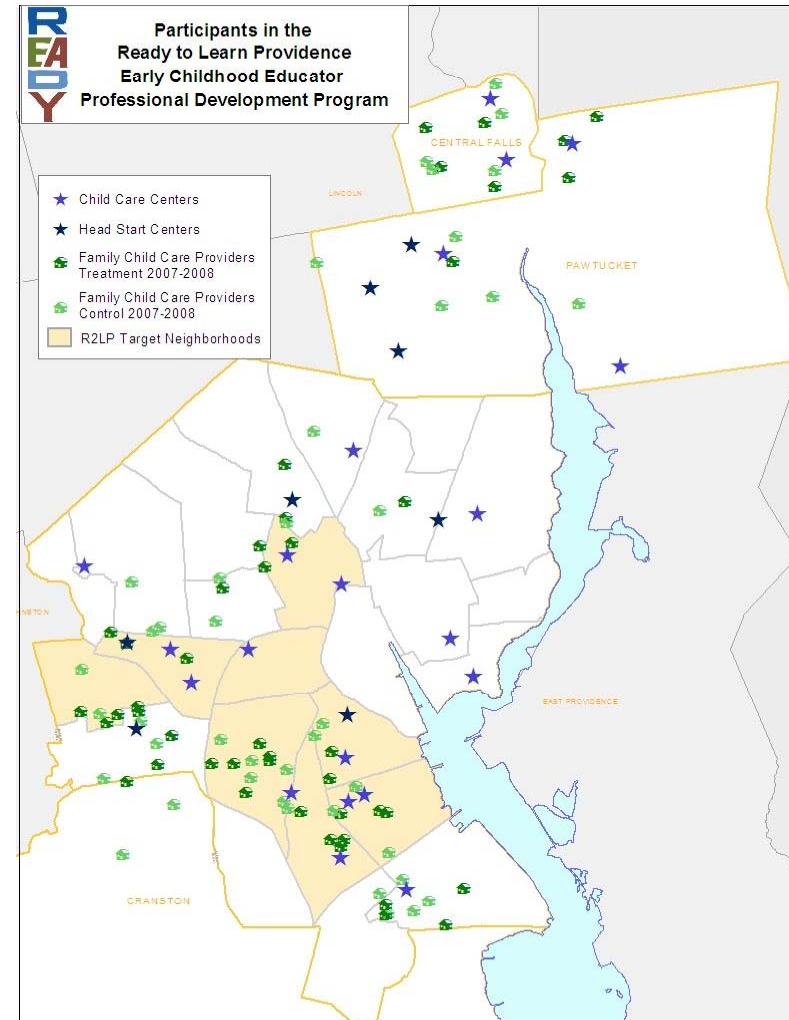 READY
Participants in the
Ready to Learn Providence
Early Childhood Educator
Professional Development Program
Child Care Centers
Head Start Centers
Family Child Care Providers
Treatment 2007-2008
Family Child Care Providers
Control 2007-2008
R2LP Target Neighborhoods
CENTRAL FALLS
LINCOLN
PAWTUCKET
NSTON
EAST PROVIDENCE
CRANSTON